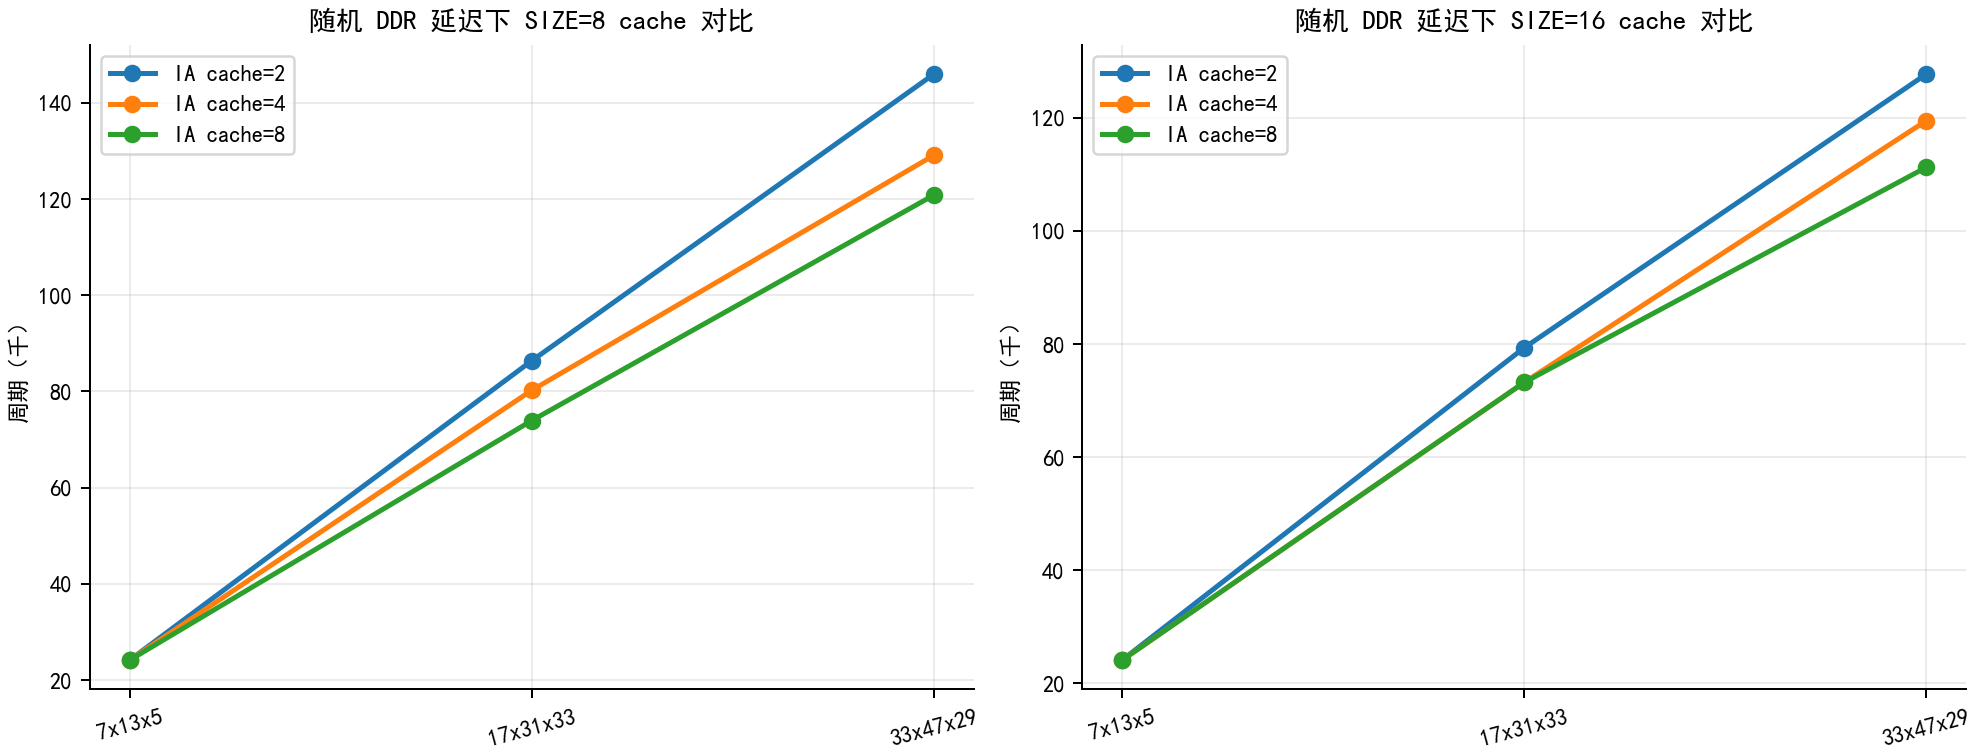 随机 DDR 延迟下 SIZE=8 cache 对比
IA cache=2
IA cache=4
IA cache=8
周期（千）
140
120
100
80
60
40
20
7x13x5
17x31x33
33x47x29
随机 DDR 延迟下 SIZE=16 cache 对比
IA cache=2
IA cache=4
IA cache=8
周期（千）
120
100
80
60
40
20
7x13x5
17x31x33
33x47x29